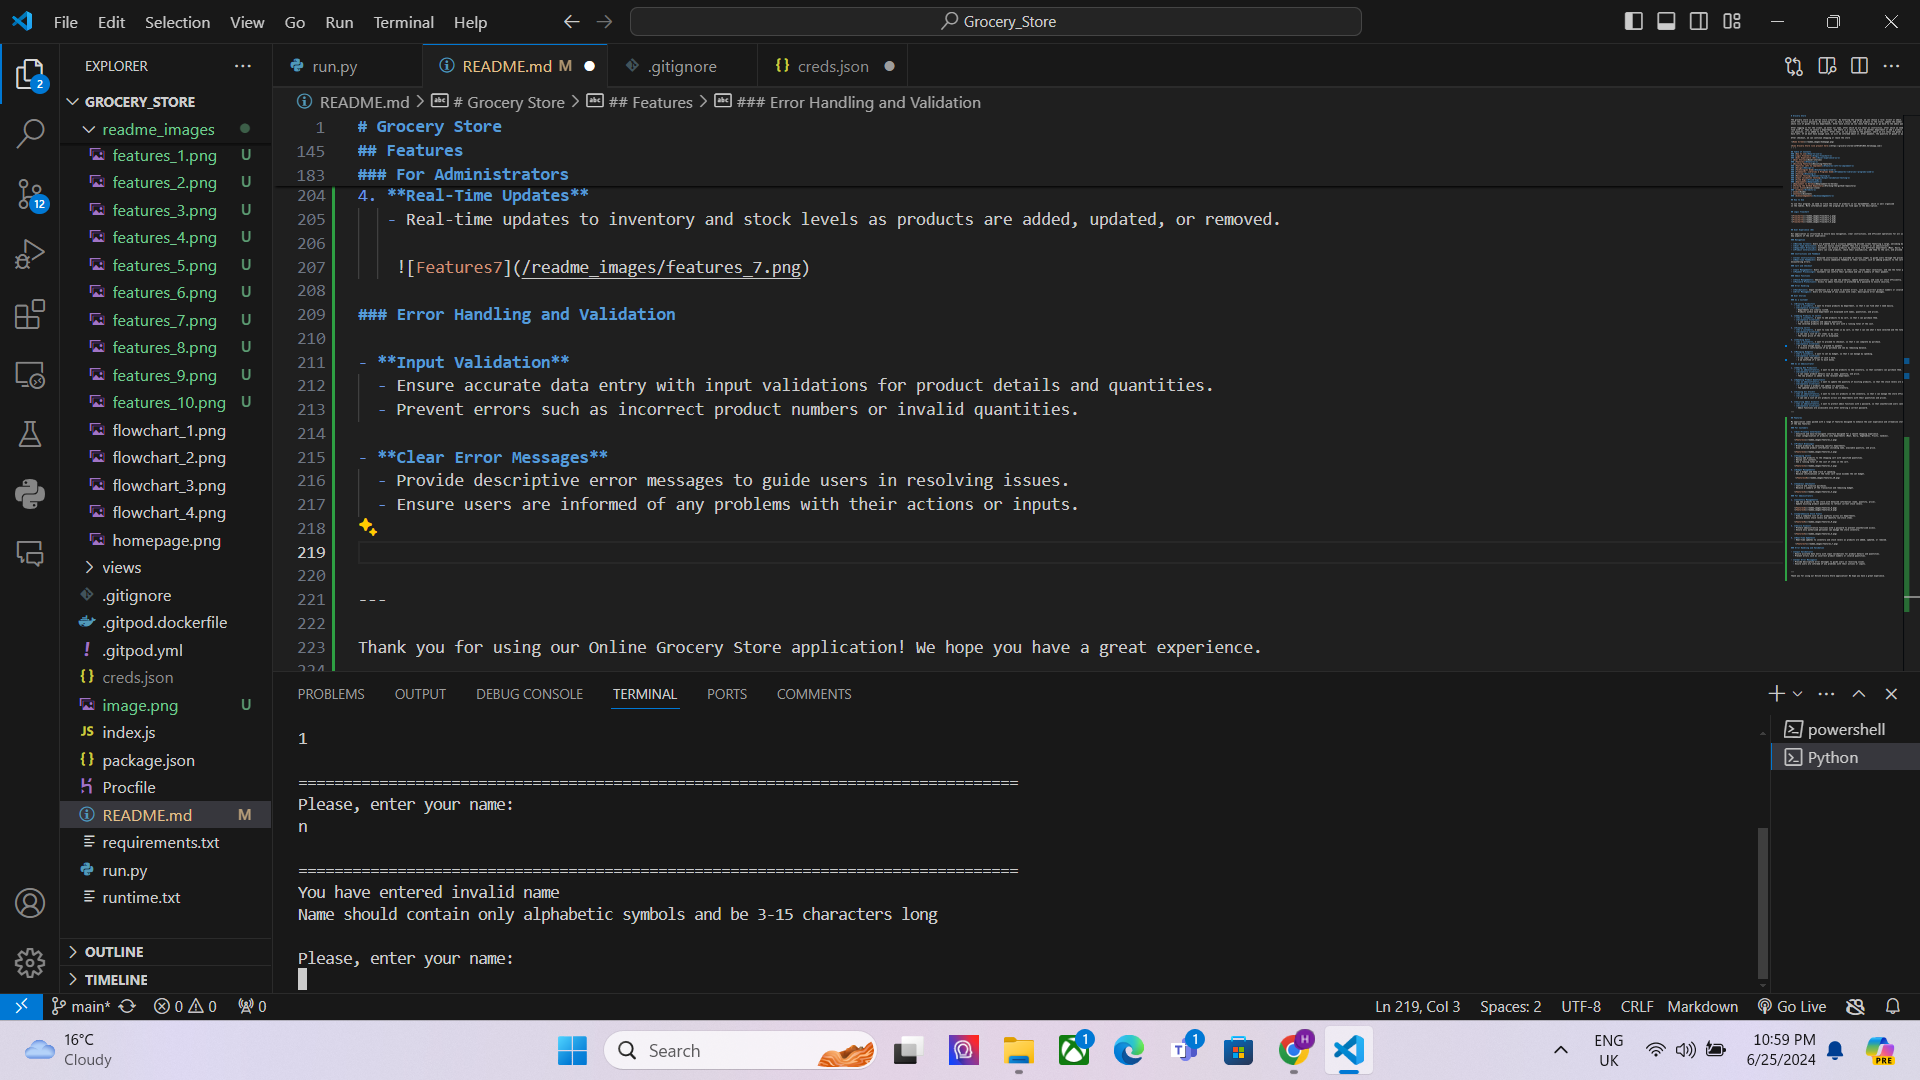 File Edit Selection View Go Run Terminal Help
Grocery_Store
EXPLORER
2
12
GROCERY_STORE
readme_images
features_1.png U
features_2.png U
features_3.png U
features_4.png U
features_5.png U
features_6.png U
features_7.png U
features_8.png U
features_9.png U
features_10.png U
flowchart_1.png
flowchart_2.png
flowchart_3.png
flowchart_4.png
homepage.png
views
.gitignore
.gitpod.dockerfile
.gitpod.yml
creds.json
image.png U
index.js
package.json
Procfile
README.md M
requirements.txt
run.py
runtime.txt
OUTLINE
TIMELINE
run.py README.md M .gitignore creds.json
README.md > # Grocery Store > ## Features > ### Error Handling and Validation
1 # Grocery Store
145 ## Features
183 ### For Administrators
204 4. **Real-Time Updates**
205 - Real-time updates to inventory and stock levels as products are added, updated, or removed.
206
207 ![Features7](/readme_images/features_7.png)
208
209 ### Error Handling and Validation
210
211 - **Input Validation**
212 - Ensure accurate data entry with input validations for product details and quantities.
213 - Prevent errors such as incorrect product numbers or invalid quantities.
214
215 - **Clear Error Messages**
216 - Provide descriptive error messages to guide users in resolving issues.
217 - Ensure users are informed of any problems with their actions or inputs.
218
219
220
221 ---
222
223 Thank you for using our Online Grocery Store application! We hope you have a great experience.
224
PROBLEMS OUTPUT DEBUG CONSOLE TERMINAL PORTS COMMENTS
powershell
Python
1
================================================================================
Please, enter your name:
n
================================================================================
You have entered invalid name
Name should contain only alphabetic symbols and be 3-15 characters long
Please, enter your name:
main* 0 0 0 Ln 219, Col 3 Spaces: 2 UTF-8 CRLF Markdown Go Live
16°C
Cloudy
Search
1
1
H
ENG
UK
10:59 PM
6/25/2024
PRE